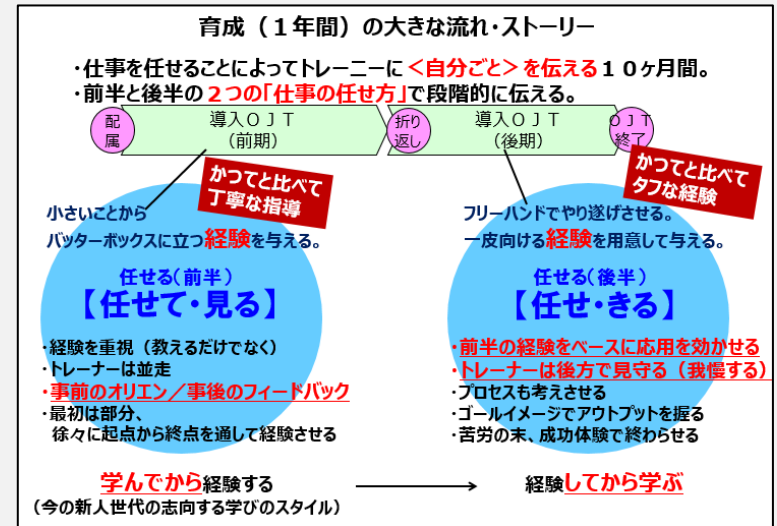 育成（１年間）の大きな流れ・ストーリー
・仕事を任せることによってトレーニーに＜自分ごと＞を伝える１０ヶ月間。
・前半と後半の２つの「仕事の任せ方」で段階的に伝える。
配属
導入ＯＪＴ
（前期）
折り返し
導入ＯＪＴ
（後期）
ＯＪＴ
終了
かつてと比べて
丁寧な指導
かつてと比べて
タフな経験
小さいことから
バッターボックスに立つ経験を与える。
任せる（前半）
【任せて・見る】
・経験を重視（教えるだけでなく）
・トレーナーは並走
・事前のオリエン／事後のフィードバック
・最初は部分、
徐々に起点から終点を通して経験させる
フリーハンドでやり遂げさせる。
一皮向ける経験を用意して与える。
任せる（後半）
【任せ・きる】
・前半の経験をベースに応用を効かせる
・トレーナーは後方で見守る（我慢する）
・プロセスも考えさせる
・ゴールイメージでアウトプットを握る
・苦労の末、成功体験で終わらせる
学んでから経験する
（今の新人世代の志向する学びのスタイル）
経験してから学ぶ